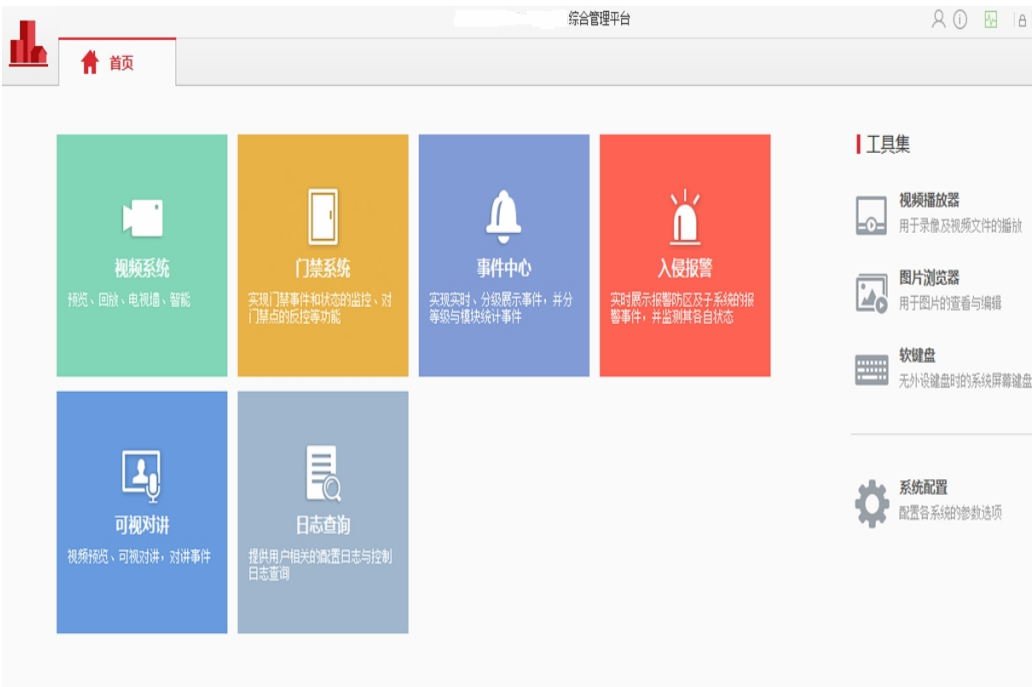 综合管理平台
首页
视频系统
预览、回放、电视墙、智能
门禁系统
实现门禁事件和状态的监控、对
门禁点的反控等功能
事件中心
实现实时、分级展示事件，并分
等级与模块统计事件
入侵报警
实时展示报警防区及子系统的报
警事件，并监测其各自状态
可视对讲
视频预览、可视对讲，对讲事件
日志查询
提供用户相关的配置日志与控制
日志查询
工具集
视频播放器
用于录像及视频文件的播放
图片浏览器
用于图片的查看与编辑
软键盘
无外设键盘时的系统屏幕键盘
系统配置
配置各系统的参数选项